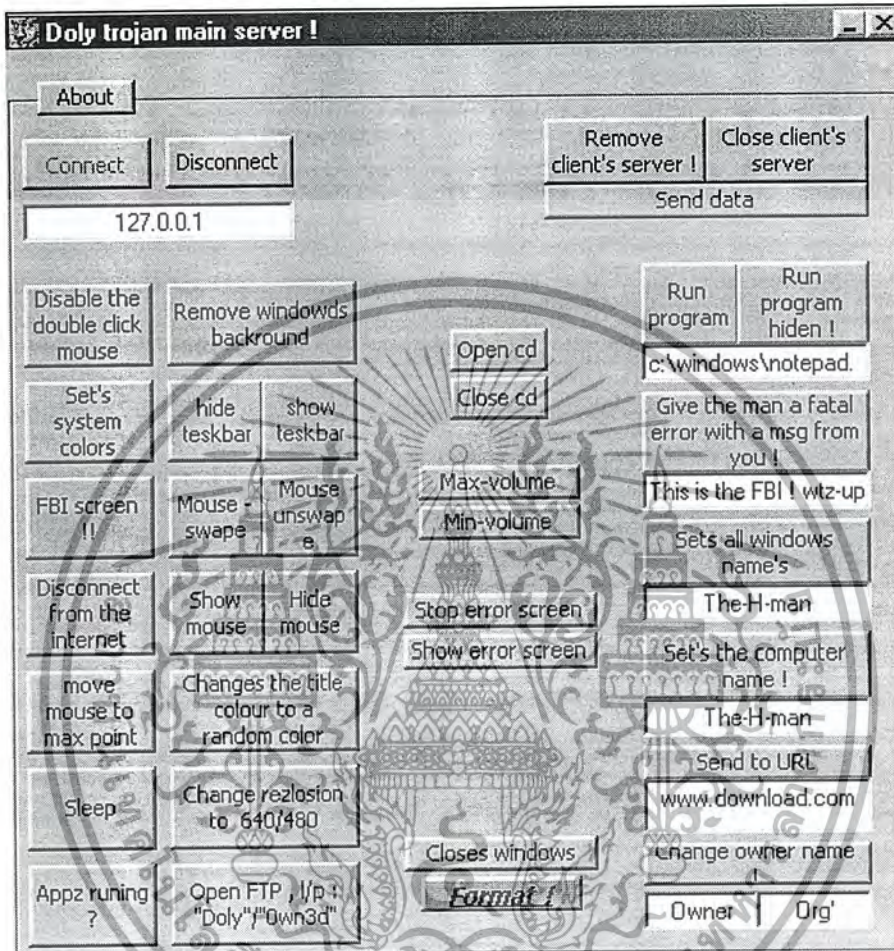 Doly trojan main server !
About
Connect
Disconnect
127.0.0.1
Remove
client's server !
Close client's
server
Send data
Disable the
double click
mouse
Remove windowds
backround
Set's
system
colors
hide
teskbar
show
teskbar
FBI screen
!!
Mouse -
swape
Mouse
unswap
e
Disconnect
from the
internet
Show
mouse
Hide
mouse
move
mouse to
max point
Changes the title
colour to a
random color
Sleep
Change rezlosion
to 640/480
Appz runing
?
Open FTP , l/p :
"Doly"/"0wn3d"
Open cd
Close cd
Max-volume
Min-volume
Stop error screen
Show error screen
Closes windows
Format !
Run
program
Run
program
hiden !
c:\windows\notepad.
Give the man a fatal
error with a msg from
you !
This is the FBI ! wtz-up
Sets all windows
name's
The-H-man
Set's the computer
name !
The-H-man
Send to URL
www.download.com
Change owner name
!
Owner
Org'